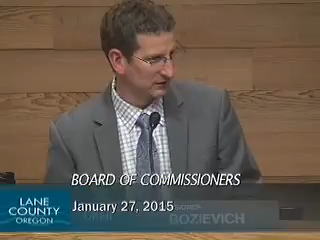 BOARD OF COMMISSIONERS
LANE
COUNTY
OREGON
January 27, 2015
BOZIEVICH